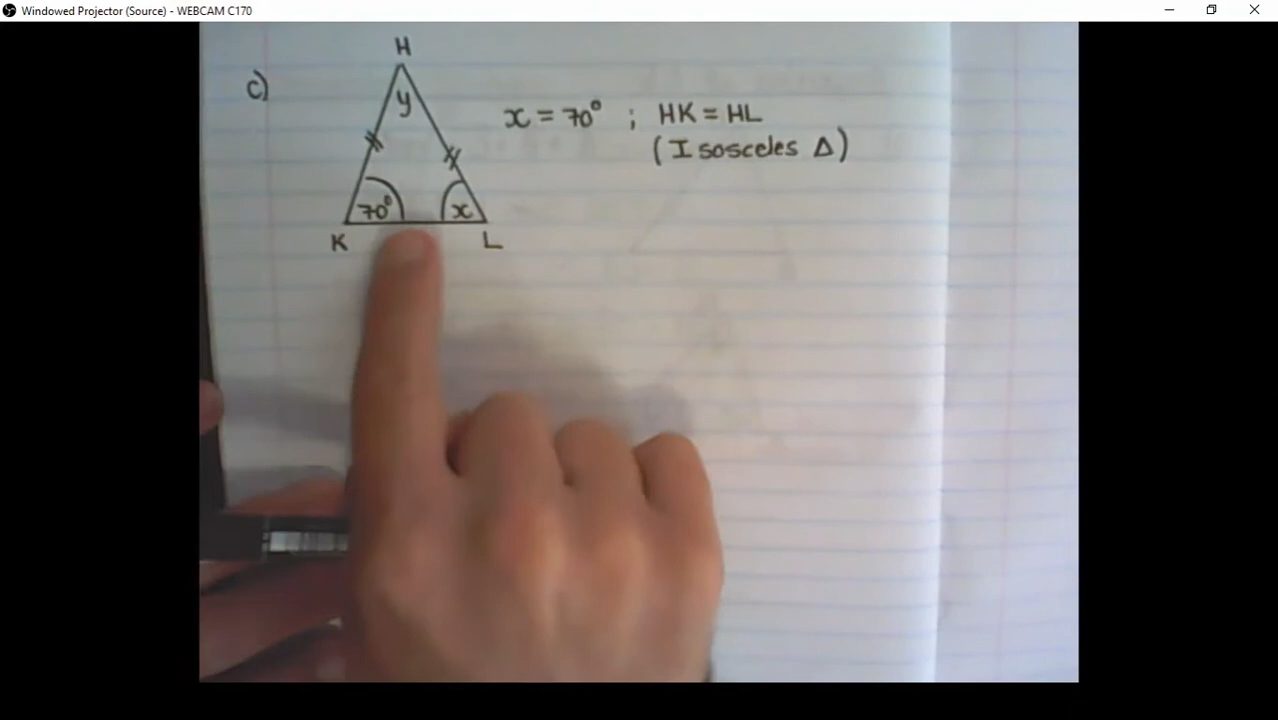 Windowed Projector (Source) - WEBCAM C170
c)
H
y
x = 70° ; HK = HL
(Isosceles Δ)
70°
x
K
L